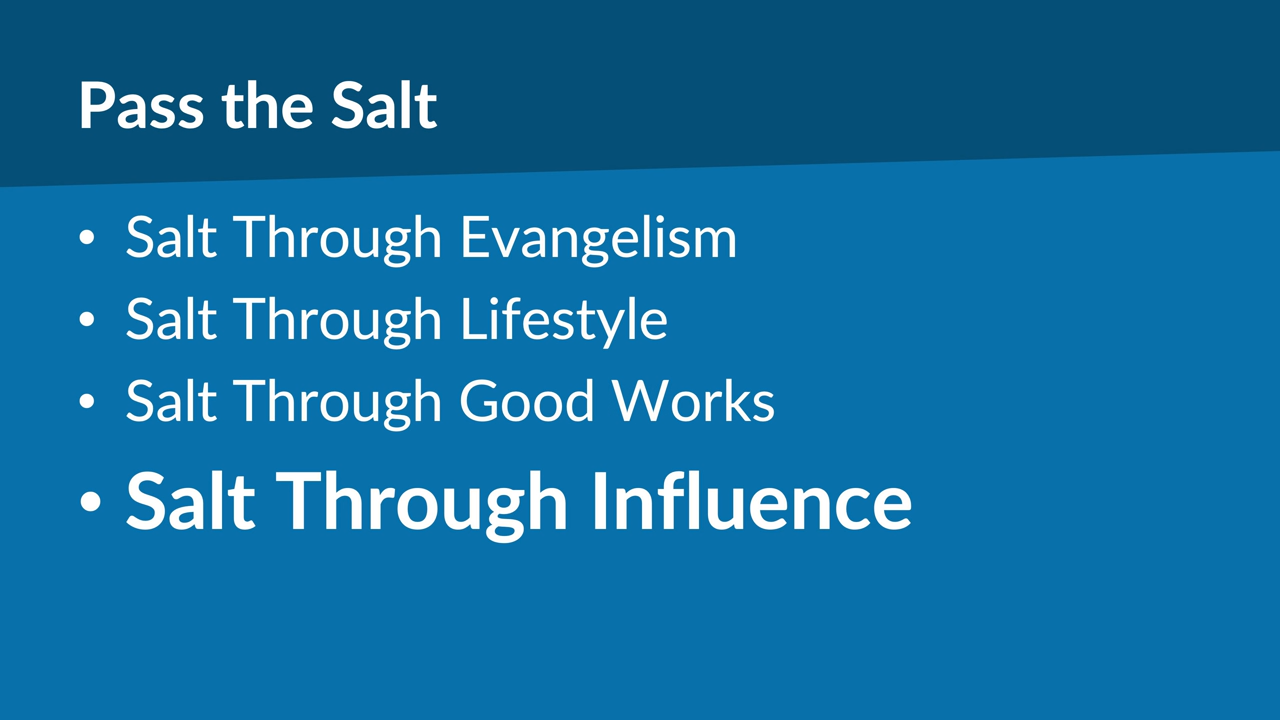 Pass the Salt
• Salt Through Evangelism
• Salt Through Lifestyle
• Salt Through Good Works
• Salt Through Influence